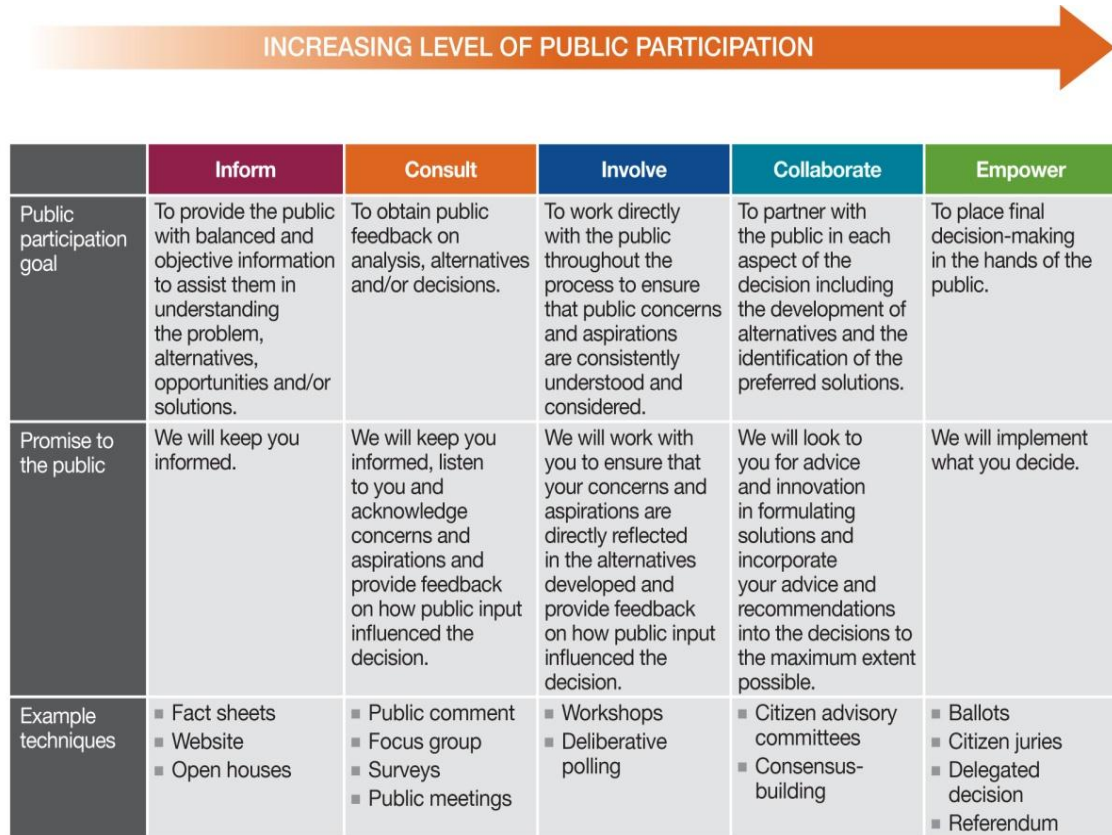 INCREASING LEVEL OF PUBLIC PARTICIPATION
Inform
Consult
Involve
Collaborate
Empower
Public
participation
goal
To provide the public
with balanced and
objective information
to assist them in
understanding
the problem,
alternatives,
opportunities and/or
solutions.
To obtain public
feedback on
analysis, alternatives
and/or decisions.
To work directly
with the public
throughout the
process to ensure
that public concerns
and aspirations
are consistently
understood and
considered.
To partner with
the public in each
aspect of the
decision including
the development of
alternatives and the
identification of the
preferred solutions.
To place final
decision-making
in the hands of the
public.
Promise to
the public
We will keep you
informed.
We will keep you
informed, listen
to you and
acknowledge
concerns and
aspirations and
provide feedback
on how public input
influenced the
decision.
We will work with
you to ensure that
your concerns and
aspirations are
directly reflected
in the alternatives
developed and
provide feedback
on how public input
influenced the
decision.
We will look to
you for advice
and innovation
in formulating
solutions and
incorporate
your advice and
recommendations
into the decisions to
the maximum extent
possible.
We will implement
what you decide.
Example
techniques
■ Fact sheets
■ Website
■ Open houses
■ Public comment
■ Focus group
■ Surveys
■ Public meetings
■ Workshops
■ Deliberative
polling
■ Citizen advisory
committees
■ Consensus-
building
■ Ballots
■ Citizen juries
■ Delegated
decision
■ Referendum